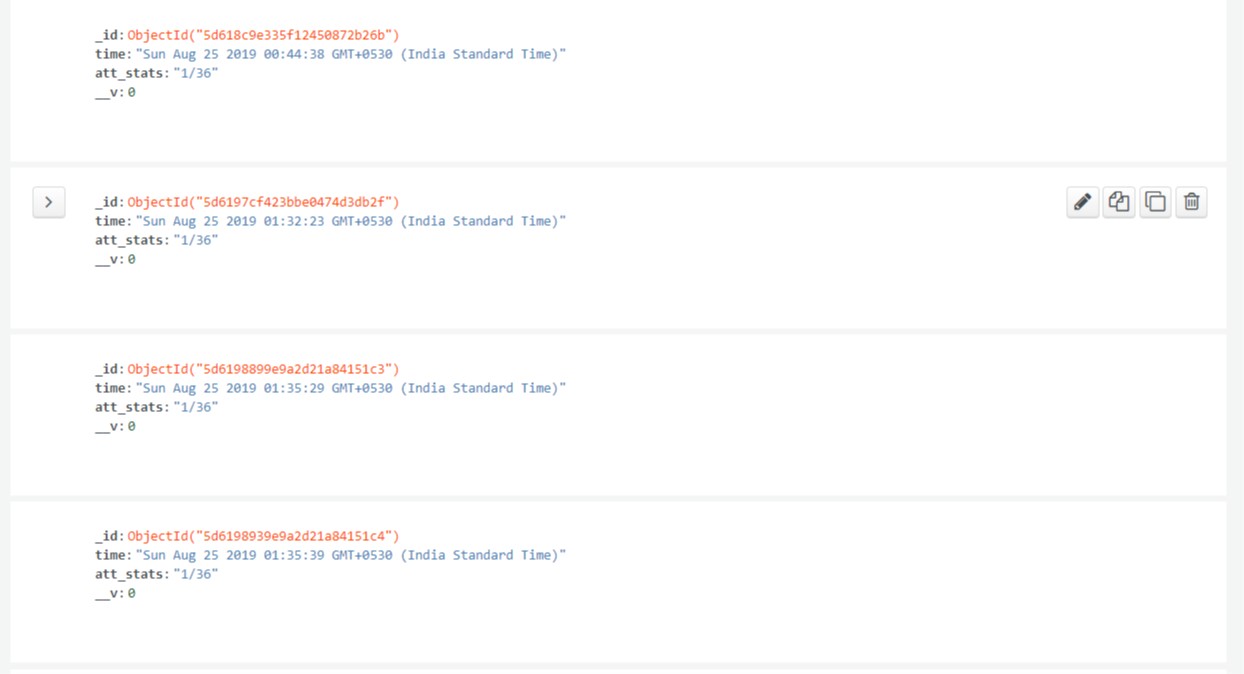 _id: ObjectId("5d618c9e335f12450872b26b")
time: "Sun Aug 25 2019 00:44:38 GMT+0530 (India Standard Time)"
att_stats: "1/36"
__v: 0
_id: ObjectId("5d6197cf423bbe0474d3db2f")
time: "Sun Aug 25 2019 01:32:23 GMT+0530 (India Standard Time)"
att_stats: "1/36"
__v: 0
_id: ObjectId("5d6198899e9a2d21a84151c3")
time: "Sun Aug 25 2019 01:35:29 GMT+0530 (India Standard Time)"
att_stats: "1/36"
__v: 0
_id: ObjectId("5d6198939e9a2d21a84151c4")
time: "Sun Aug 25 2019 01:35:39 GMT+0530 (India Standard Time)"
att_stats: "1/36"
__v: 0